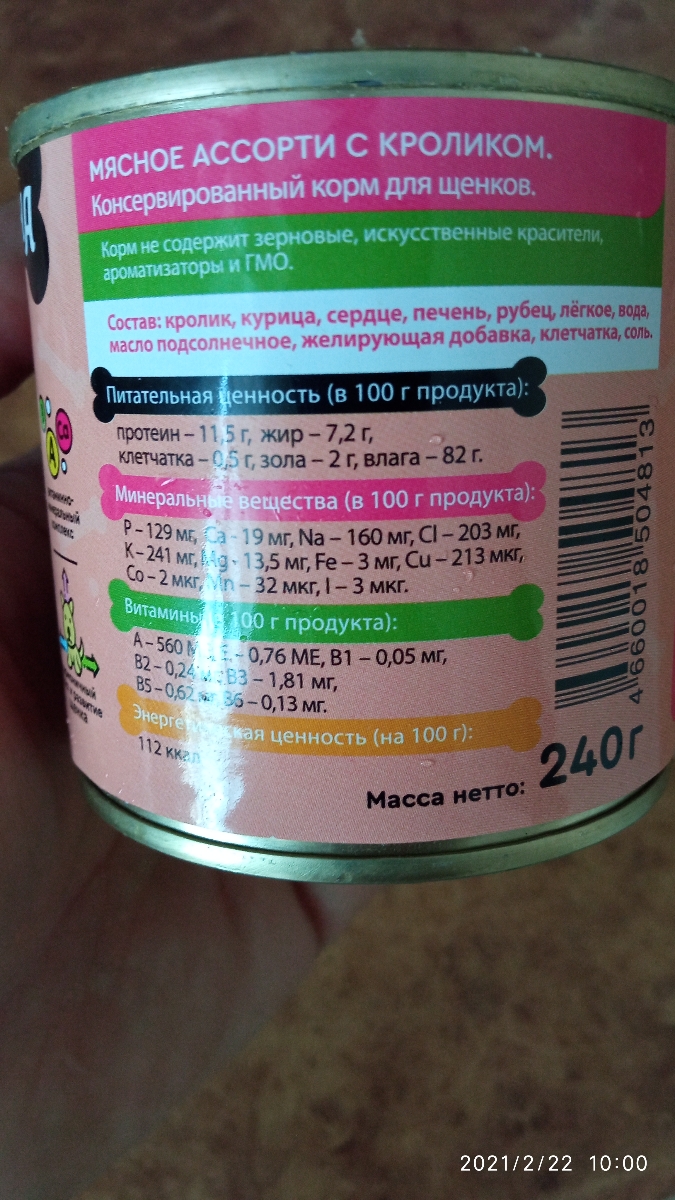 МЯСНОЕ АССОРТИ С КРОЛИКОМ.
Консервированный корм для щенков.
Корм не содержит зерновые, искусственные красители,
ароматизаторы и ГМО.
Состав: кролик, курица, сердце, печень, рубец, лёгкое, вода,
масло подсолнечное, желирующая добавка, клетчатка, соль.
Питательная ценность (в 100 г продукта):
протеин – 11,5 г, жир – 7,2 г,
клетчатка – 0,5 г, зола – 2 г, влага – 82 г.
Минеральные вещества (в 100 г продукта):
P – 129 мг, Ca - 19 мг, Na – 160 мг, Cl – 203 мг,
K – 241 мг, Mg - 13,5 мг, Fe – 3 мг, Cu – 213 мкг,
Co – 2 мкг, Mn – 32 мкг, I – 3 мкг.
Витамины 100 г продукта):
A – 560 E – 0,76 МЕ, B1 – 0,05 мг,
B2 – 0,24 B3 – 1,81 мг,
B5 – 0,62 мг, B6 – 0,13 мг.
Энергетическая ценность (на 100 г):
112 ккал
Масса нетто: 240 г
4 660018 504813
Ca
A
2021/2/22 10:00